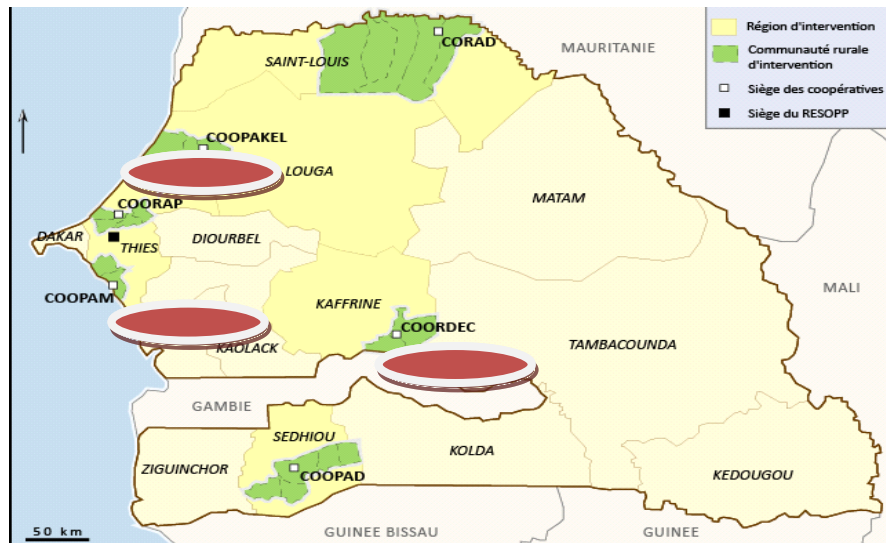 Région d'intervention
Communauté rurale
d'intervention
Siège des coopératives
Siège du RESOPP
MAURITANIE
CORAD
SAINT-LOUIS
COOPAKEL
LOUGA
MATAM
COORAP
DAKAR
THIES
DIOURBEL
MALI
COOPAM
KAFFRINE
COORDEC
KAOLACK
TAMBACOUNDA
GAMBIE
SEDHIOU
KOLDA
ZIGUINCHOR
COOPAD
KEDOUGOU
50 km
GUINEE BISSAU
GUINEE